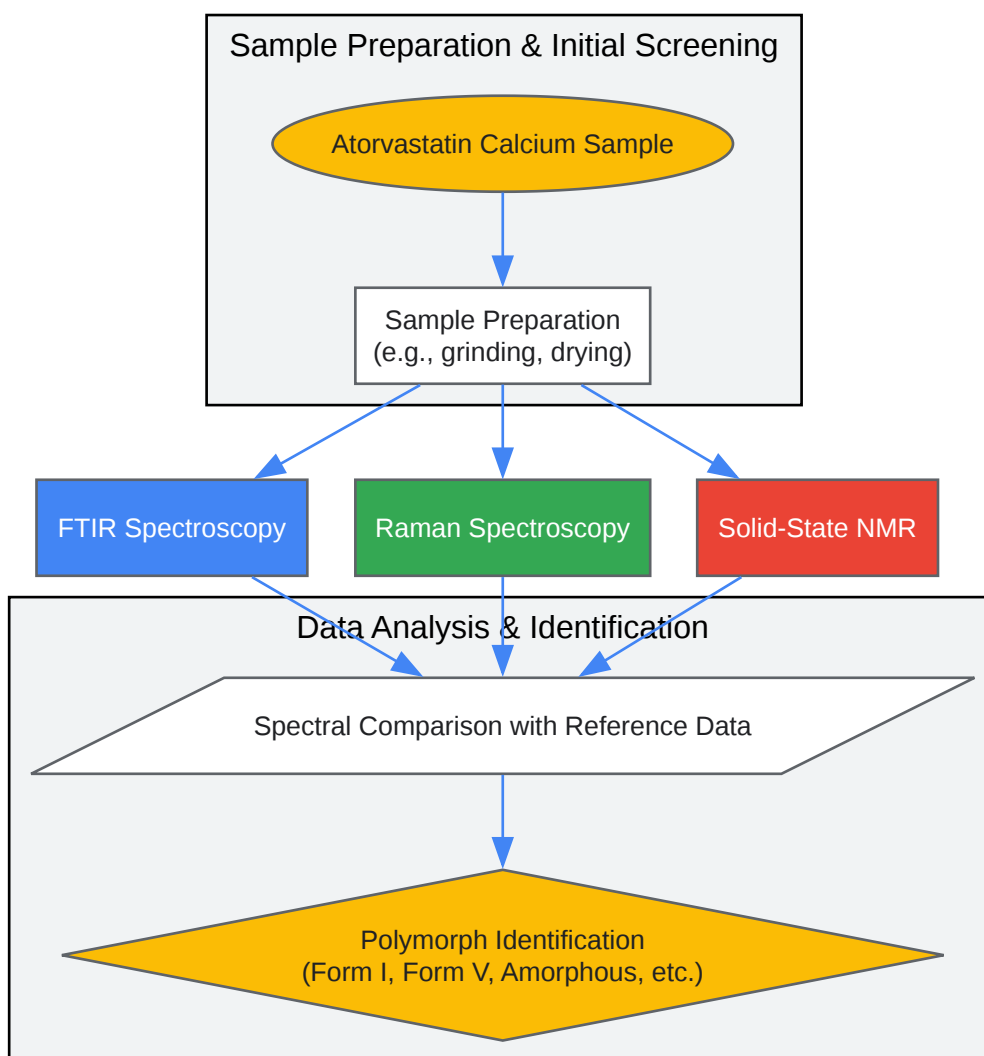 Sample Preparation & Initial Screening
Atorvastatin Calcium Sample
Sample Preparation
(e.g., grinding, drying)
FTIR Spectroscopy
Raman Spectroscopy
Solid-State NMR
Data Analysis & Identification
Spectral Comparison with Reference Data
Polymorph Identification
(Form I, Form V, Amorphous, etc.)